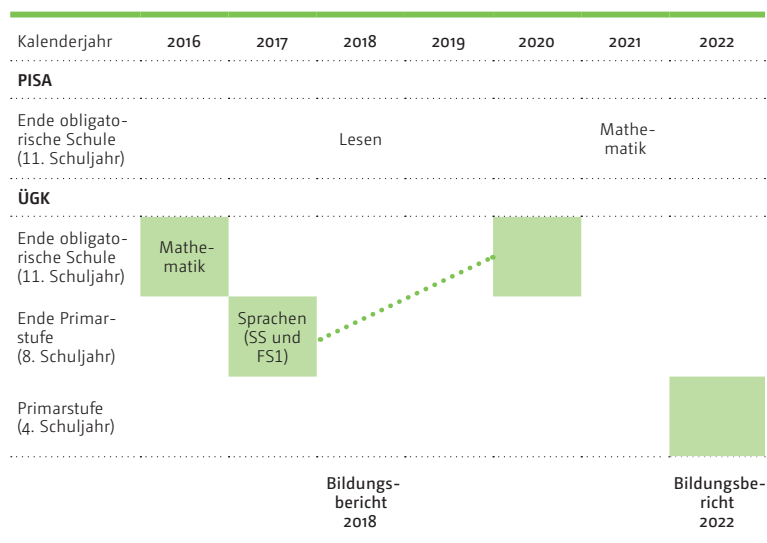 Kalenderjahr 2016 2017 2018 2019 2020 2021 2022
PISA
Ende obligato-
rische Schule
(11. Schuljahr)
Lesen
Mathe-
matik
ÜGK
Ende obligato-
rische Schule
(11. Schuljahr)
Mathe-
matik
Ende Primar-
stufe
(8. Schuljahr)
Sprachen
(SS und
FS1)
Primarstufe
(4. Schuljahr)
Bildungs-
bericht
2018
Bildungsbe-
richt
2022